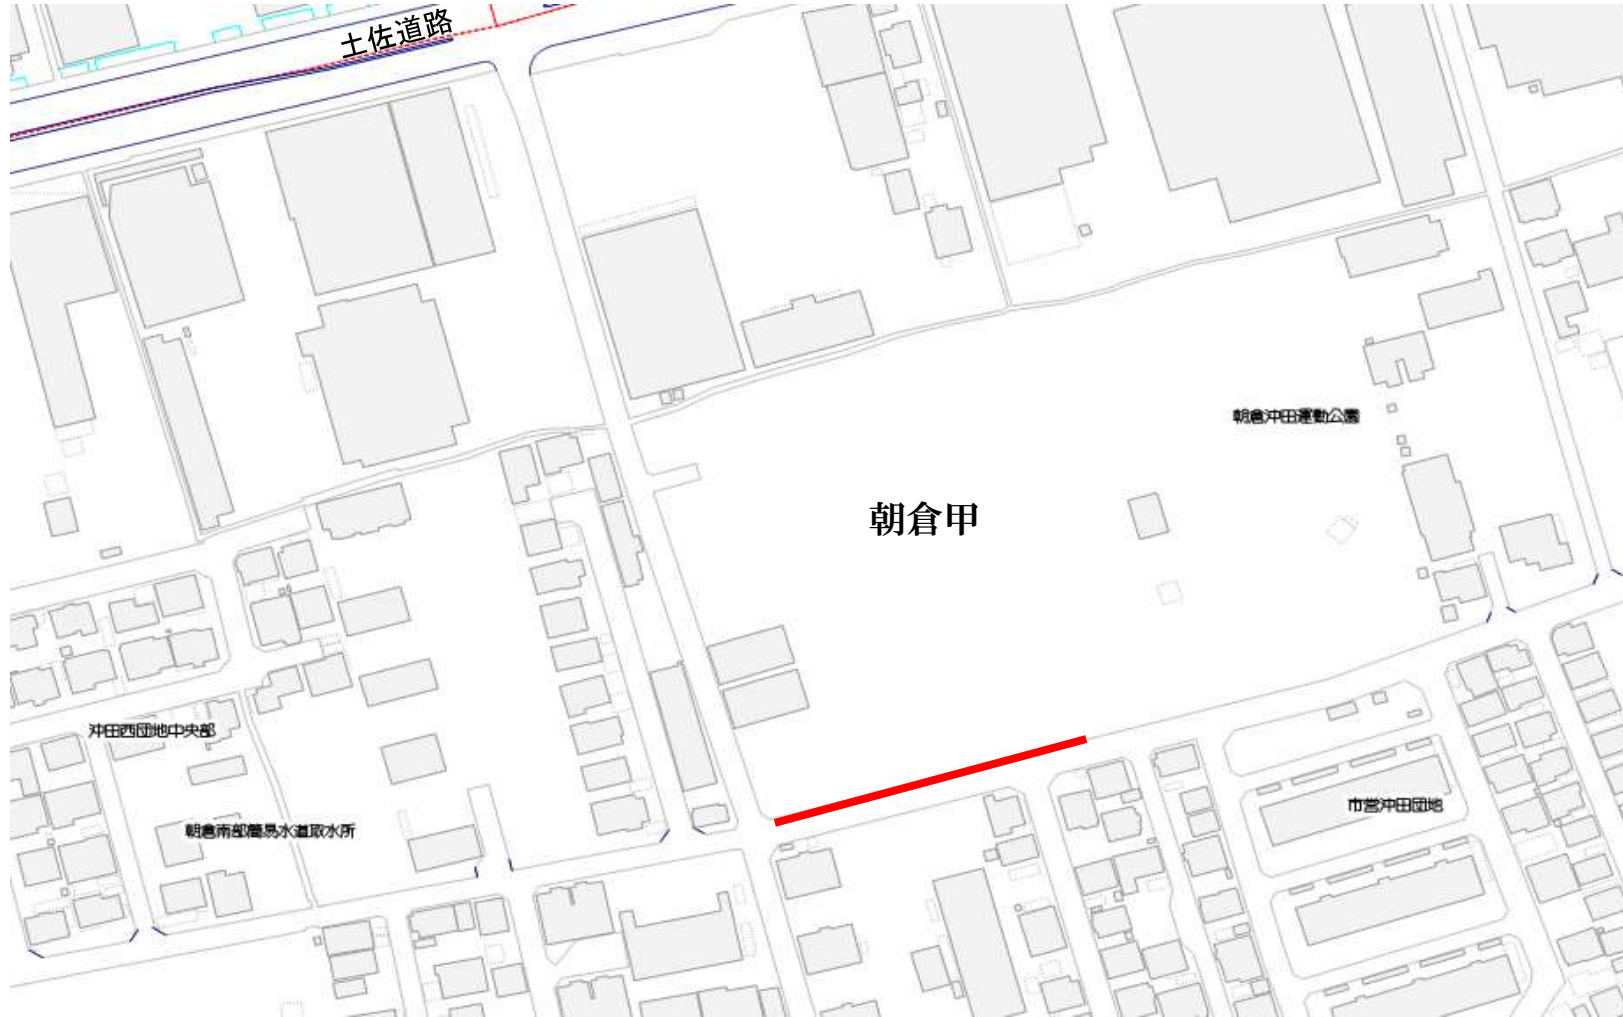 土佐道路
朝倉沖田運動公園
朝倉甲
沖田西団地中央部
市営沖田団地
朝倉南部簡易水道取水所